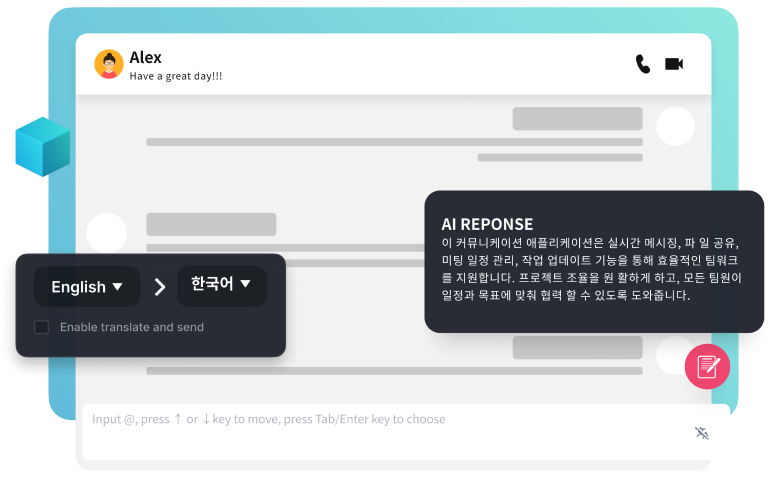 Alex
Have a great day!!!
AI REPONSE
이 커뮤니케이션 애플리케이션은 실시간 메시징, 파 일 공유,
미팅 일정 관리, 작업 업데이트 기능을 통해 효율적인 팀워크
를 지원합니다. 프로젝트 조율을 원 활하게 하고, 모든 팀원이
일정과 목표에 맞춰 협력 할 수 있도록 도와줍니다.
English ▼ > 한국어 ▼
Enable translate and send
Input @, press ↑ or ↓key to move, press Tab/Enter key to choose